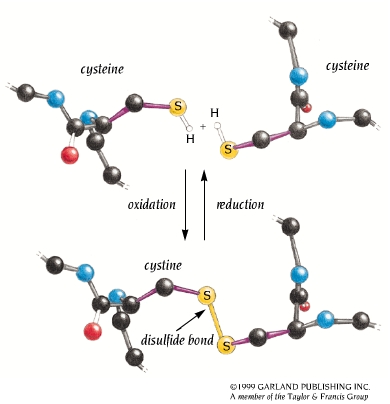 cysteine
cysteine
S
H
H
+
S
oxidation
reduction
cystine
S
S
disulfide bond
©1999 GARLAND PUBLISHING INC.
A member of the Taylor & Francis Group